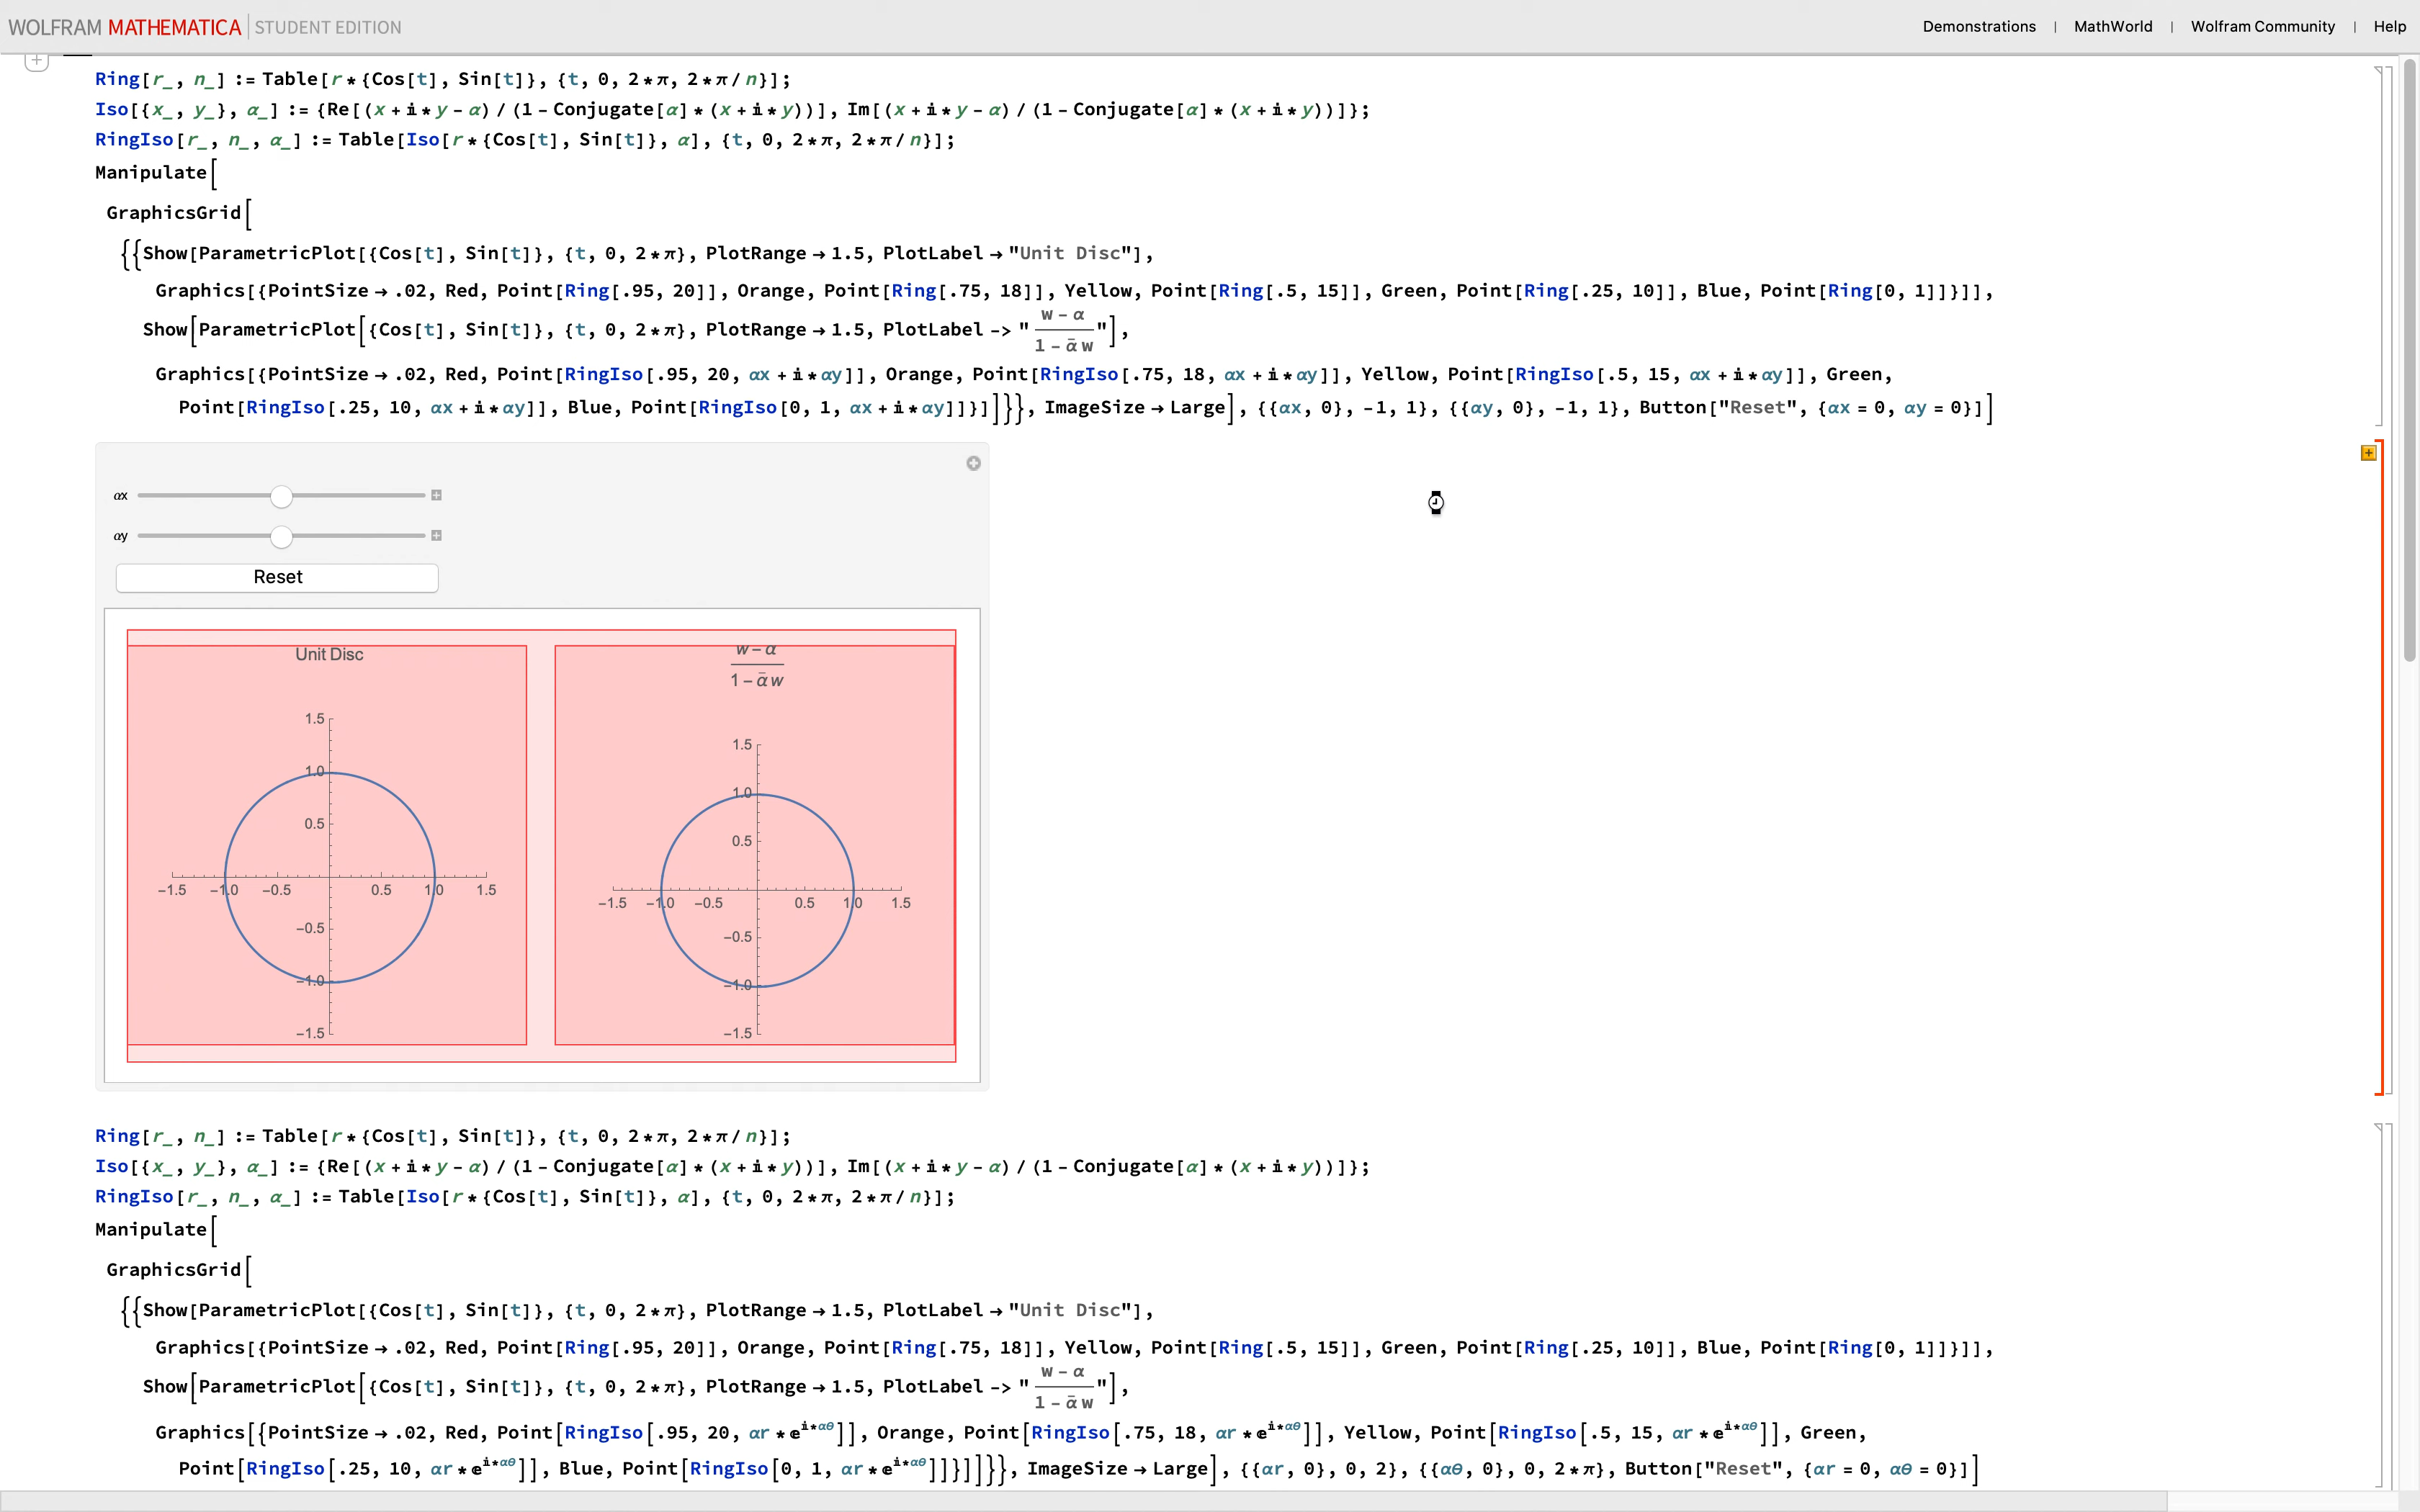 WOLFRAM MATHEMATICA | STUDENT EDITION
Demonstrations | MathWorld | Wolfram Community | Help
Ring[r_, n_] := Table[r*{Cos[t], Sin[t]}, {t, 0, 2*π, 2*π/n}];
Iso[{x_, y_}, α_] := {Re[(x+ⅈ*y-α)/(1-Conjugate[α]*(x+ⅈ*y))], Im[(x+ⅈ*y-α)/(1-Conjugate[α]*(x+ⅈ*y))]};
RingIso[r_, n_, α_] := Table[Iso[r*{Cos[t], Sin[t]}, α], {t, 0, 2*π, 2*π/n}];
Manipulate[
GraphicsGrid[
{{Show[ParametricPlot[{Cos[t], Sin[t]}, {t, 0, 2*π}, PlotRange→1.5, PlotLabel→"Unit Disc"],
Graphics[{PointSize→.02, Red, Point[Ring[.95, 20]], Orange, Point[Ring[.75, 18]], Yellow, Point[Ring[.5, 15]], Green, Point[Ring[.25, 10]], Blue, Point[Ring[0, 1]]}]],
Show[ParametricPlot[{Cos[t], Sin[t]}, {t, 0, 2*π}, PlotRange→1.5, PlotLabel->"(w-α)/(1-ᾱ w)"],
Graphics[{PointSize→.02, Red, Point[RingIso[.95, 20, αx+ⅈ*αy]], Orange, Point[RingIso[.75, 18, αx+ⅈ*αy]], Yellow, Point[RingIso[.5, 15, αx+ⅈ*αy]], Green,
Point[RingIso[.25, 10, αx+ⅈ*αy]], Blue, Point[RingIso[0, 1, αx+ⅈ*αy]]}]]}}, ImageSize→Large], {{αx, 0}, -1, 1}, {{αy, 0}, -1, 1}, Button["Reset", {αx=0, αy=0}]]
αx
αy
Reset
Unit Disc
1.5
1.0
0.5
−1.5 −1.0 −0.5 0.5 1.0 1.5
−0.5
−1.0
−1.5
w − α
1 − ᾱ w
1.5
1.0
0.5
−1.5 −1.0 −0.5 0.5 1.0 1.5
−0.5
−1.0
−1.5
Ring[r_, n_] := Table[r*{Cos[t], Sin[t]}, {t, 0, 2*π, 2*π/n}];
Iso[{x_, y_}, α_] := {Re[(x+ⅈ*y-α)/(1-Conjugate[α]*(x+ⅈ*y))], Im[(x+ⅈ*y-α)/(1-Conjugate[α]*(x+ⅈ*y))]};
RingIso[r_, n_, α_] := Table[Iso[r*{Cos[t], Sin[t]}, α], {t, 0, 2*π, 2*π/n}];
Manipulate[
GraphicsGrid[
{{Show[ParametricPlot[{Cos[t], Sin[t]}, {t, 0, 2*π}, PlotRange→1.5, PlotLabel→"Unit Disc"],
Graphics[{PointSize→.02, Red, Point[Ring[.95, 20]], Orange, Point[Ring[.75, 18]], Yellow, Point[Ring[.5, 15]], Green, Point[Ring[.25, 10]], Blue, Point[Ring[0, 1]]}]],
Show[ParametricPlot[{Cos[t], Sin[t]}, {t, 0, 2*π}, PlotRange→1.5, PlotLabel->"(w-α)/(1-ᾱ w)"],
Graphics[{PointSize→.02, Red, Point[RingIso[.95, 20, αr*ⅇ^(ⅈ*αθ)]], Orange, Point[RingIso[.75, 18, αr*ⅇ^(ⅈ*αθ)]], Yellow, Point[RingIso[.5, 15, αr*ⅇ^(ⅈ*αθ)]], Green,
Point[RingIso[.25, 10, αr*ⅇ^(ⅈ*αθ)]], Blue, Point[RingIso[0, 1, αr*ⅇ^(ⅈ*αθ)]]}]]}}, ImageSize→Large], {{αr, 0}, 0, 2}, {{αθ, 0}, 0, 2*π}, Button["Reset", {αr=0, αθ=0}]]